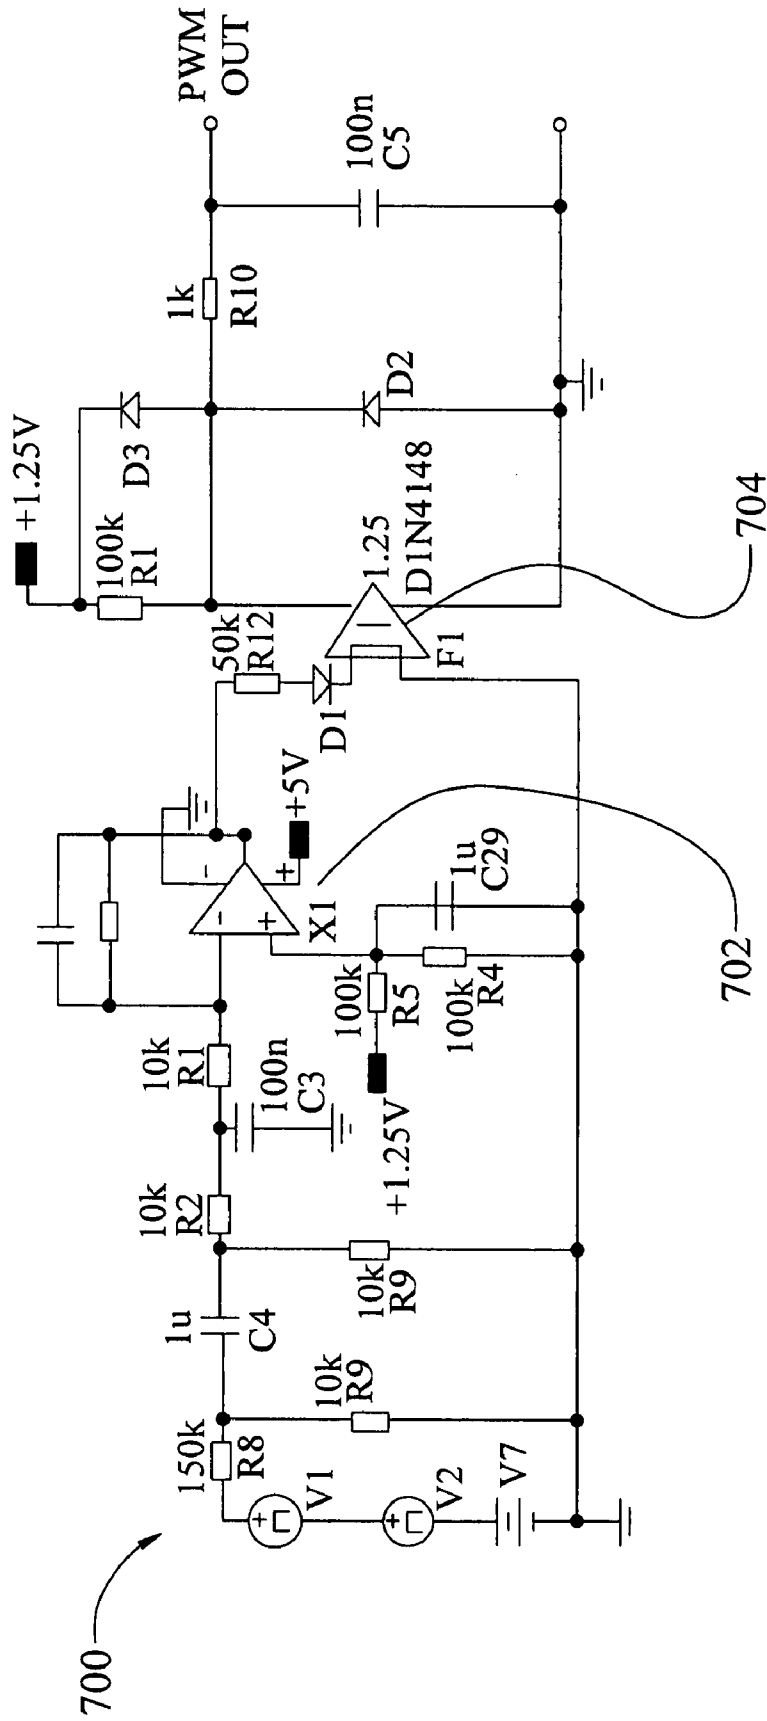 700
150k
R8
V1
V2
V7
10k
R9
1u
C4
10k
R9
10k
R2
100n
C3
10k
R1
+1.25V
100k
R5
100k
R4
1u
C29
-
+
-
+
X1
+5V
702
50k
R12
D1
F1
1.25
D1N4148
704
+1.25V
100k
R1
D3
D2
1k
R10
100n
C5
PWM
OUT